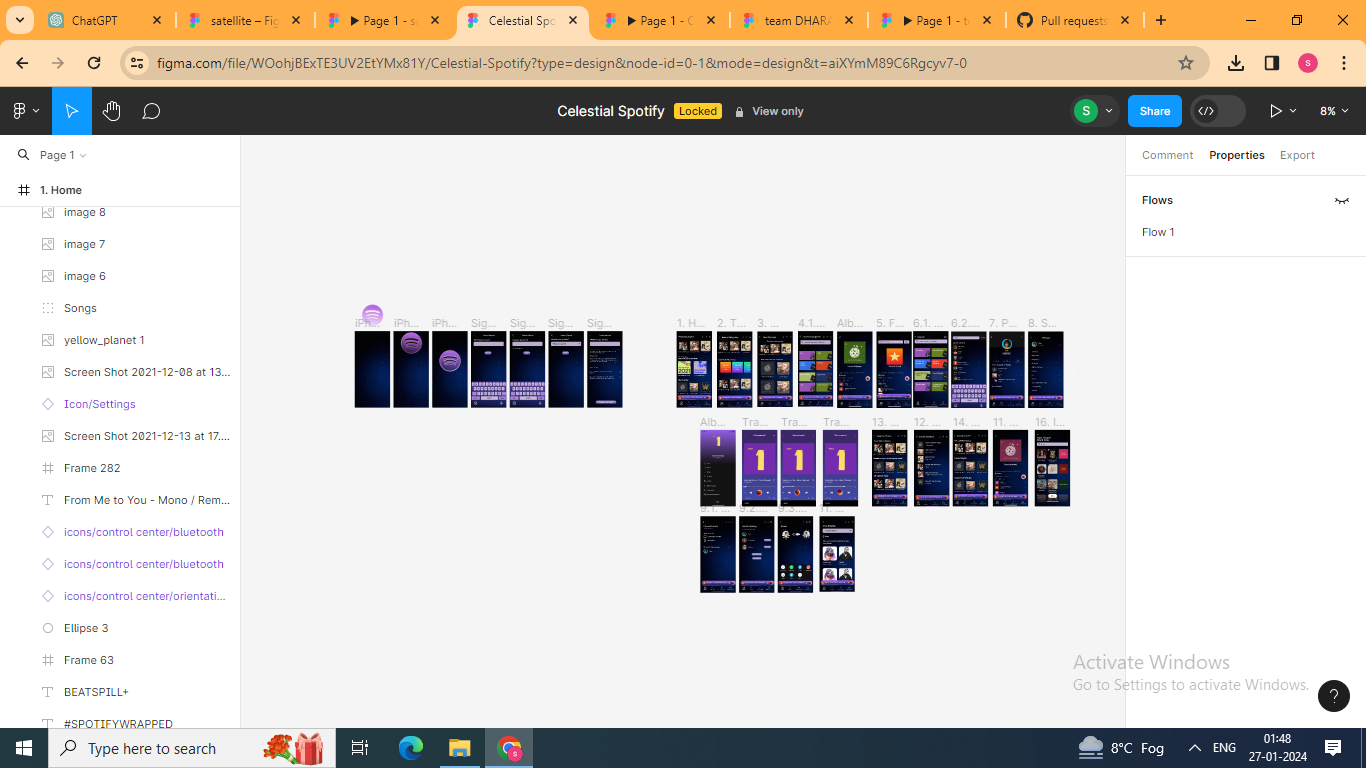 ChatGPT
satellite – Fig
Page 1 - s
Celestial Spo
Page 1 - C
team DHARA
Page 1 - t
Pull requests
figma.com/file/WOohjBExTE3UV2EtYMx81Y/Celestial-Spotify?type=design&node-id=0-1&mode=design&t=aiXYmM89C6Rgcyv7-0
S
Celestial Spotify
Locked
View only
S
Share
8%
Page 1
Comment
Properties
Export
1. Home
Flows
Flow 1
image 8
image 7
image 6
Songs
yellow_planet 1
Screen Shot 2021-12-08 at 13...
Icon/Settings
Screen Shot 2021-12-13 at 17....
Frame 282
From Me to You - Mono / Rem...
icons/control center/bluetooth
icons/control center/bluetooth
icons/control center/orientati...
Ellipse 3
Frame 63
BEATSPILL+
#SPOTIFYWRAPPED
iPh...
iPh...
iPh...
Sig...
Sig...
Sig...
Sig...
1. H...
2. T...
3. ...
4.1....
Alb...
5. F...
6.1. ...
6.2. ...
7. P...
8. S...
Alb...
Tra...
Tra...
Tra...
13. ...
12. ...
14. ...
11. ...
16. I...
9.1. ...
9.2. ...
9.3. ...
11. ...
Activate Windows
Go to Settings to activate Windows.
?
Type here to search
8°C Fog
ENG
01:48
27-01-2024